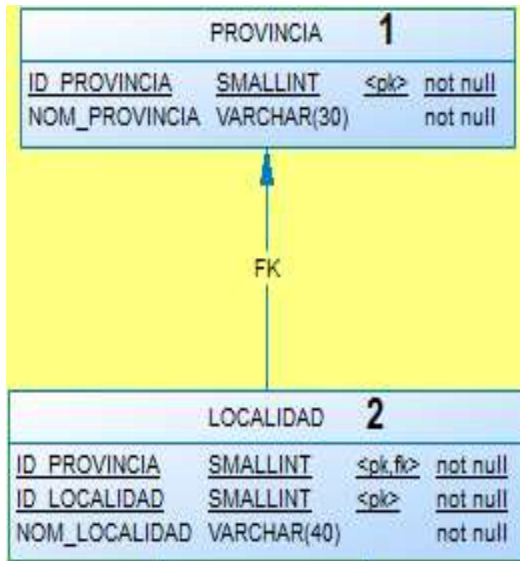 PROVINCIA 1
ID_PROVINCIA SMALLINT <pk> not null
NOM_PROVINCIA VARCHAR(30) not null
FK
LOCALIDAD 2
ID_PROVINCIA SMALLINT <pk,fk> not null
ID_LOCALIDAD SMALLINT <pk> not null
NOM_LOCALIDAD VARCHAR(40) not null